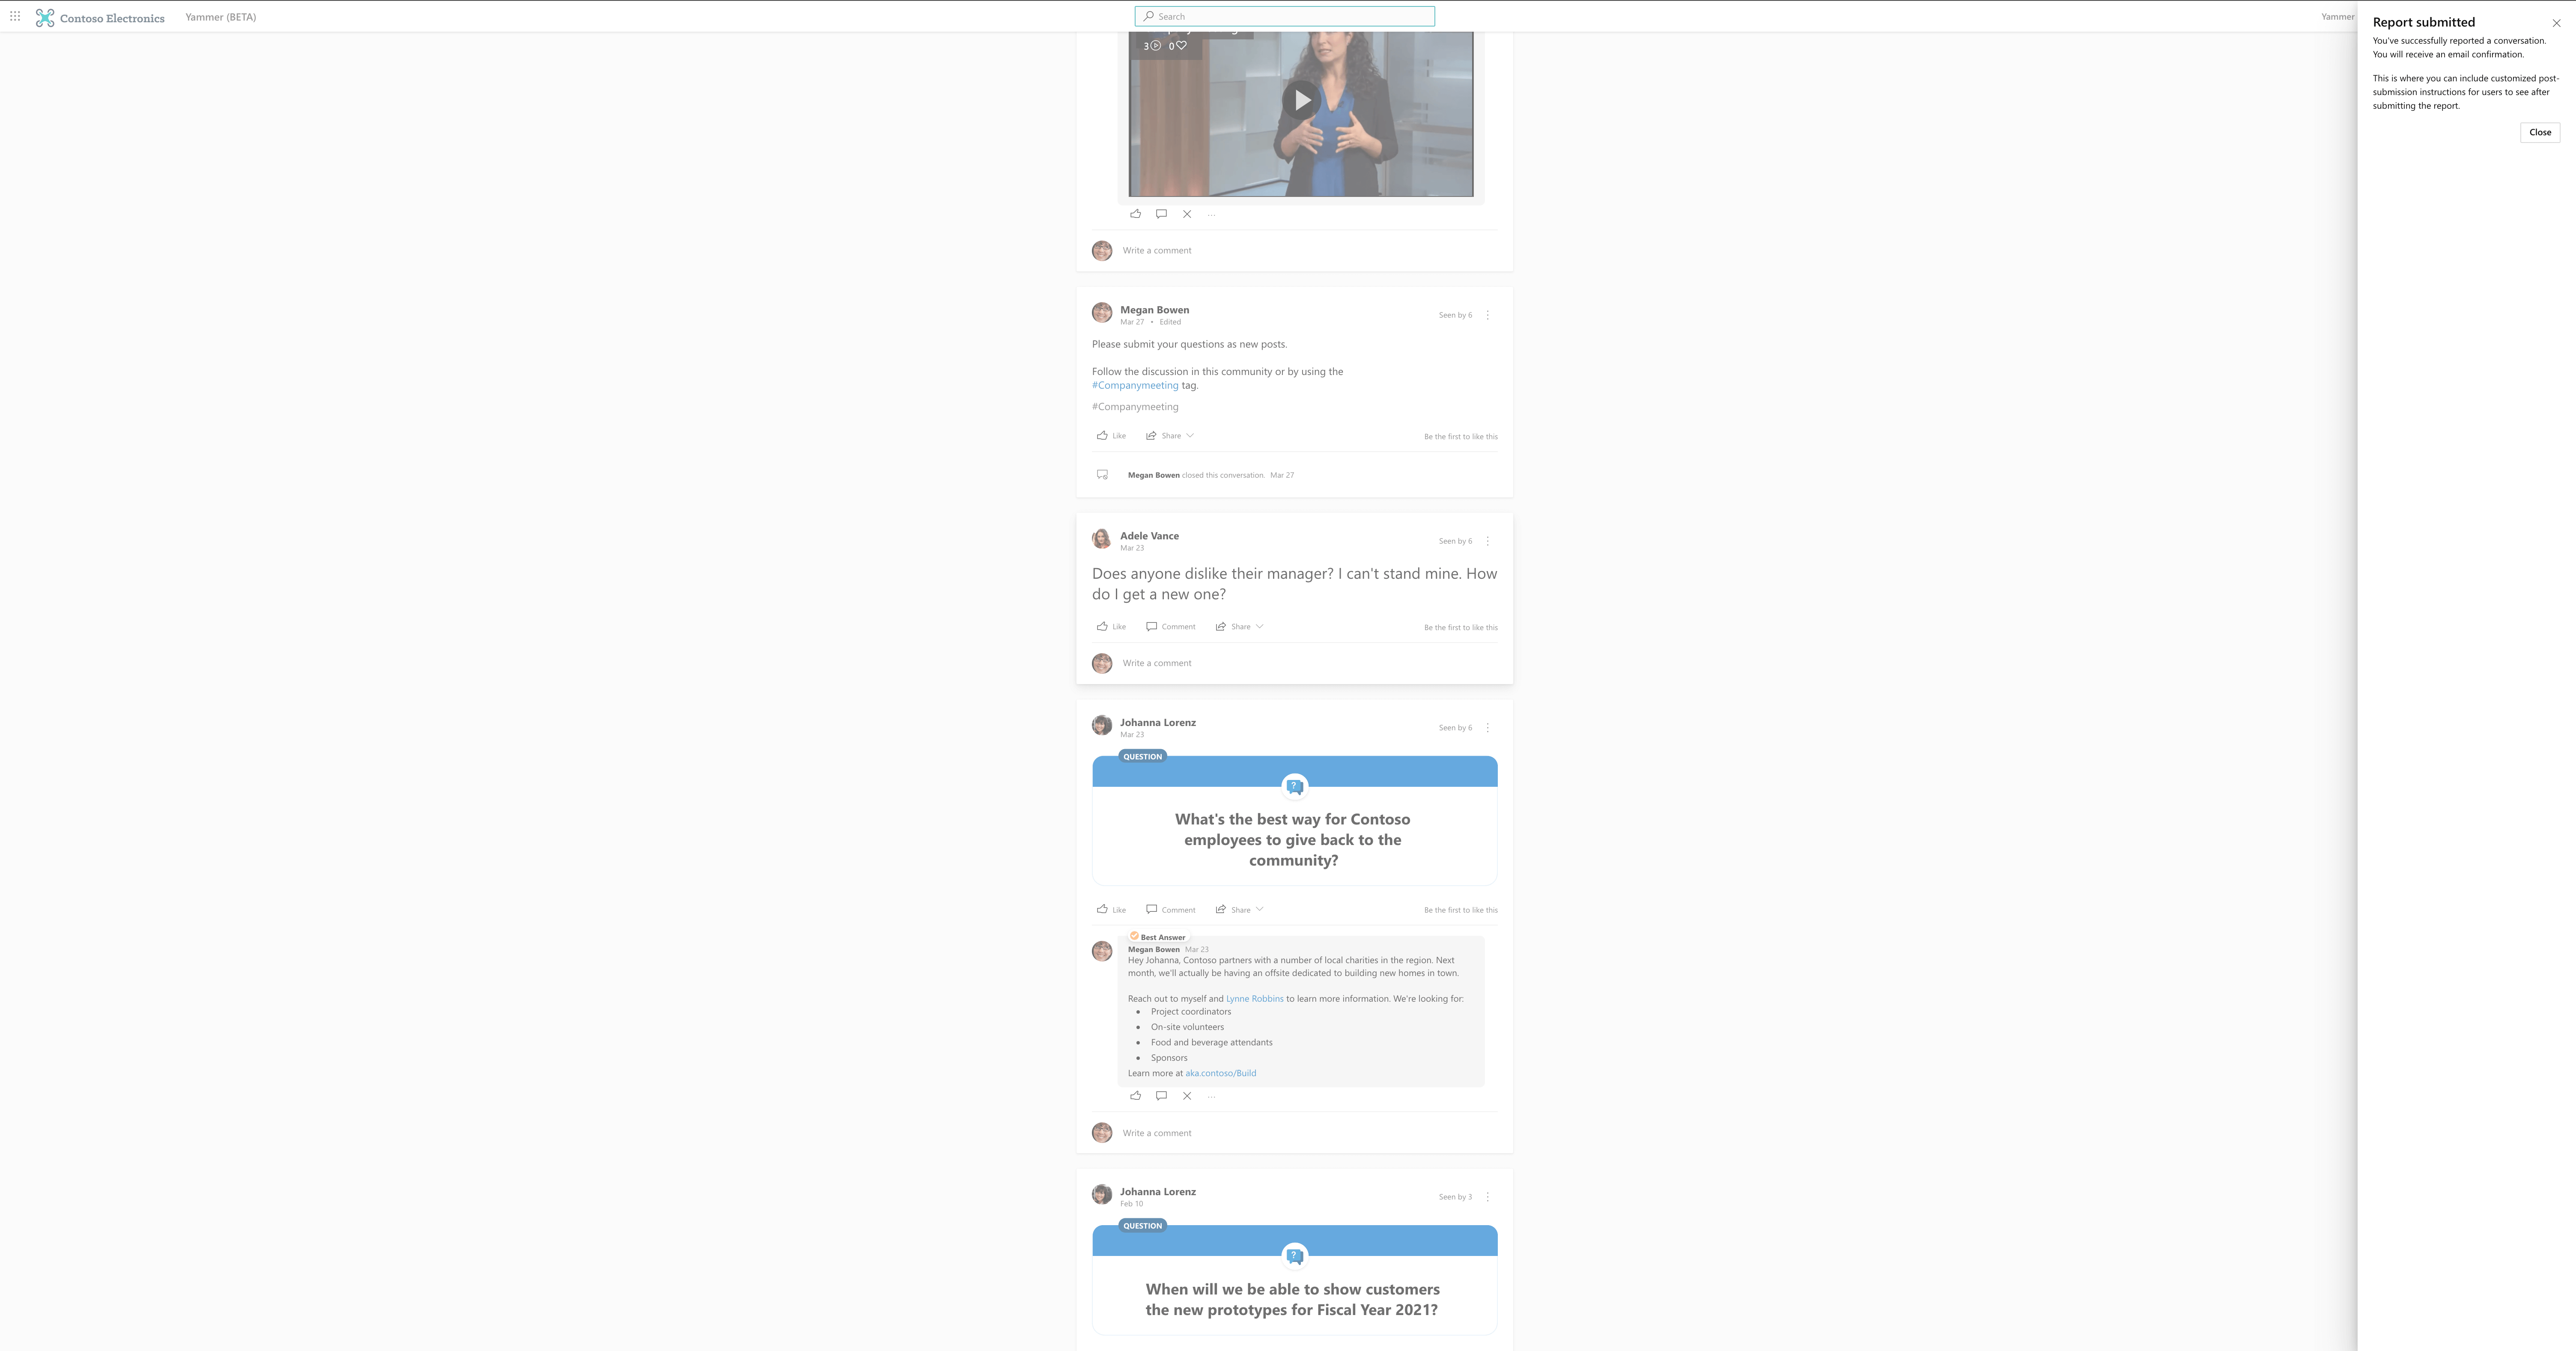 Contoso Electronics
Yammer (BETA)
Search
Yammer
3 0
Write a comment
Megan Bowen
Mar 27 • Edited
Seen by 6
Please submit your questions as new posts.
Follow the discussion in this community or by using the
#Companymeeting tag.
#Companymeeting
Like Share
Be the first to like this
Megan Bowen closed this conversation. Mar 27
Adele Vance
Mar 23
Seen by 6
Does anyone dislike their manager? I can't stand mine. How
do I get a new one?
Like Comment Share
Be the first to like this
Write a comment
Johanna Lorenz
Mar 23
Seen by 6
QUESTION
What's the best way for Contoso
employees to give back to the
community?
Like Comment Share
Be the first to like this
Best Answer
Megan Bowen Mar 23
Hey Johanna, Contoso partners with a number of local charities in the region. Next
month, we'll actually be having an offsite dedicated to building new homes in town.
Reach out to myself and Lynne Robbins to learn more information. We're looking for:
• Project coordinators
• On-site volunteers
• Food and beverage attendants
• Sponsors
Learn more at aka.contoso/Build
Write a comment
Johanna Lorenz
Feb 10
Seen by 3
QUESTION
When will we be able to show customers
the new prototypes for Fiscal Year 2021?
Report submitted
You've successfully reported a conversation.
You will receive an email confirmation.
This is where you can include customized post-
submission instructions for users to see after
submitting the report.
Close